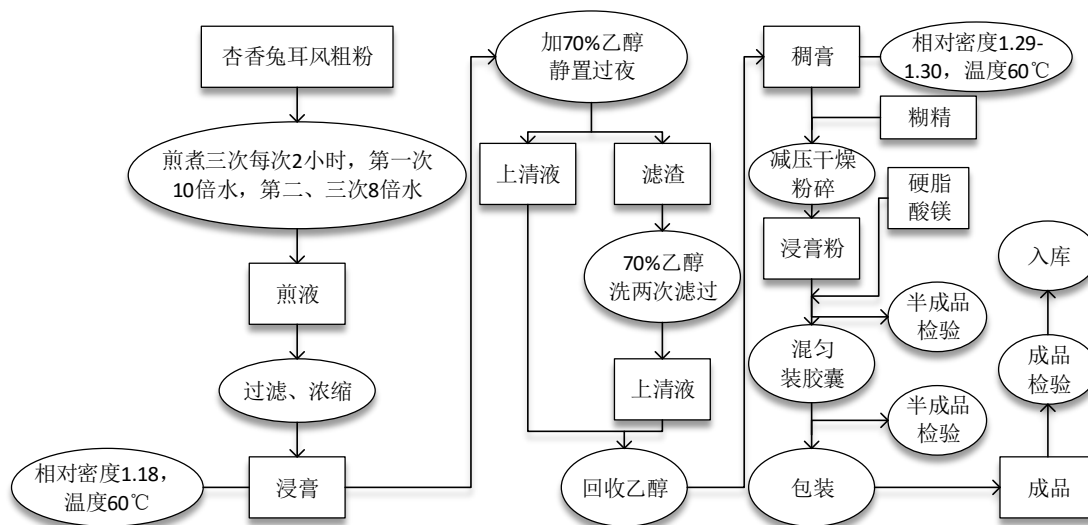 杏香兔耳风粗粉
煎煮三次每次2小时，第一次
10倍水，第二、三次8倍水
煎液
过滤、浓缩
相对密度1.18，
温度60℃
浸膏
加70%乙醇
静置过夜
上清液
滤渣
70%乙醇
洗两次滤过
上清液
回收乙醇
稠膏
相对密度1.29-
1.30，温度60℃
糊精
减压干燥
粉碎
硬脂
酸镁
浸膏粉
半成品
检验
混匀
装胶囊
半成品
检验
包装
成品
成品
检验
入库